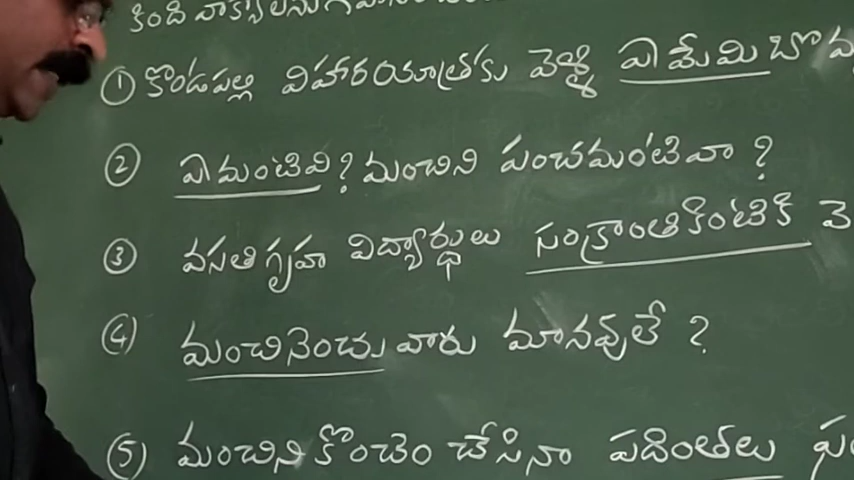 కింది వాక్యాలను
① కొండపల్లి విహారయాత్రకు వెళ్ళి ఏమేమి
② ఏమంటివి? మంచిని పంచమంటివా ?
③ వసతిగృహ విద్యార్థులు సంక్రాంతికింటికి వె
④ మంచినెంచు వారు మానవులే ?
⑤ మంచిని కొంచెం చేసినా పదింతలు